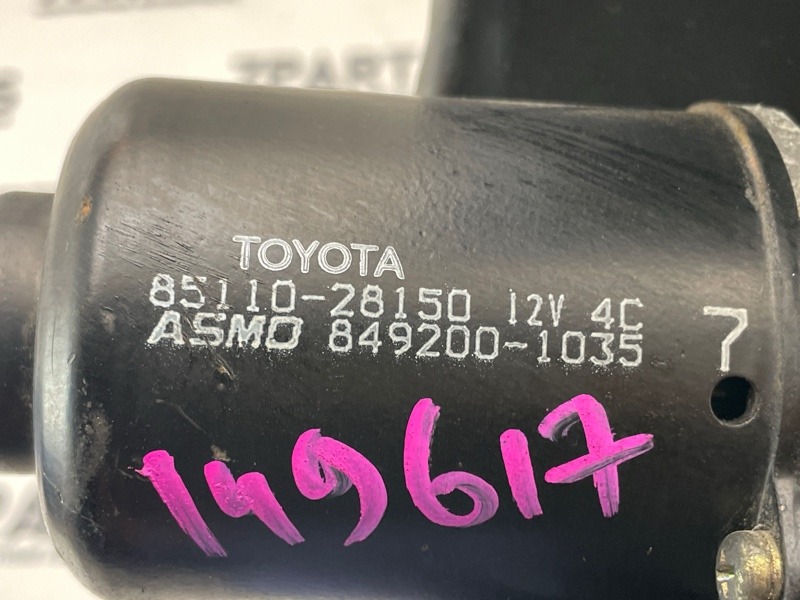 TOYOTA
85110-28150 12V 4C
ASMO 849200-1035
7
149617